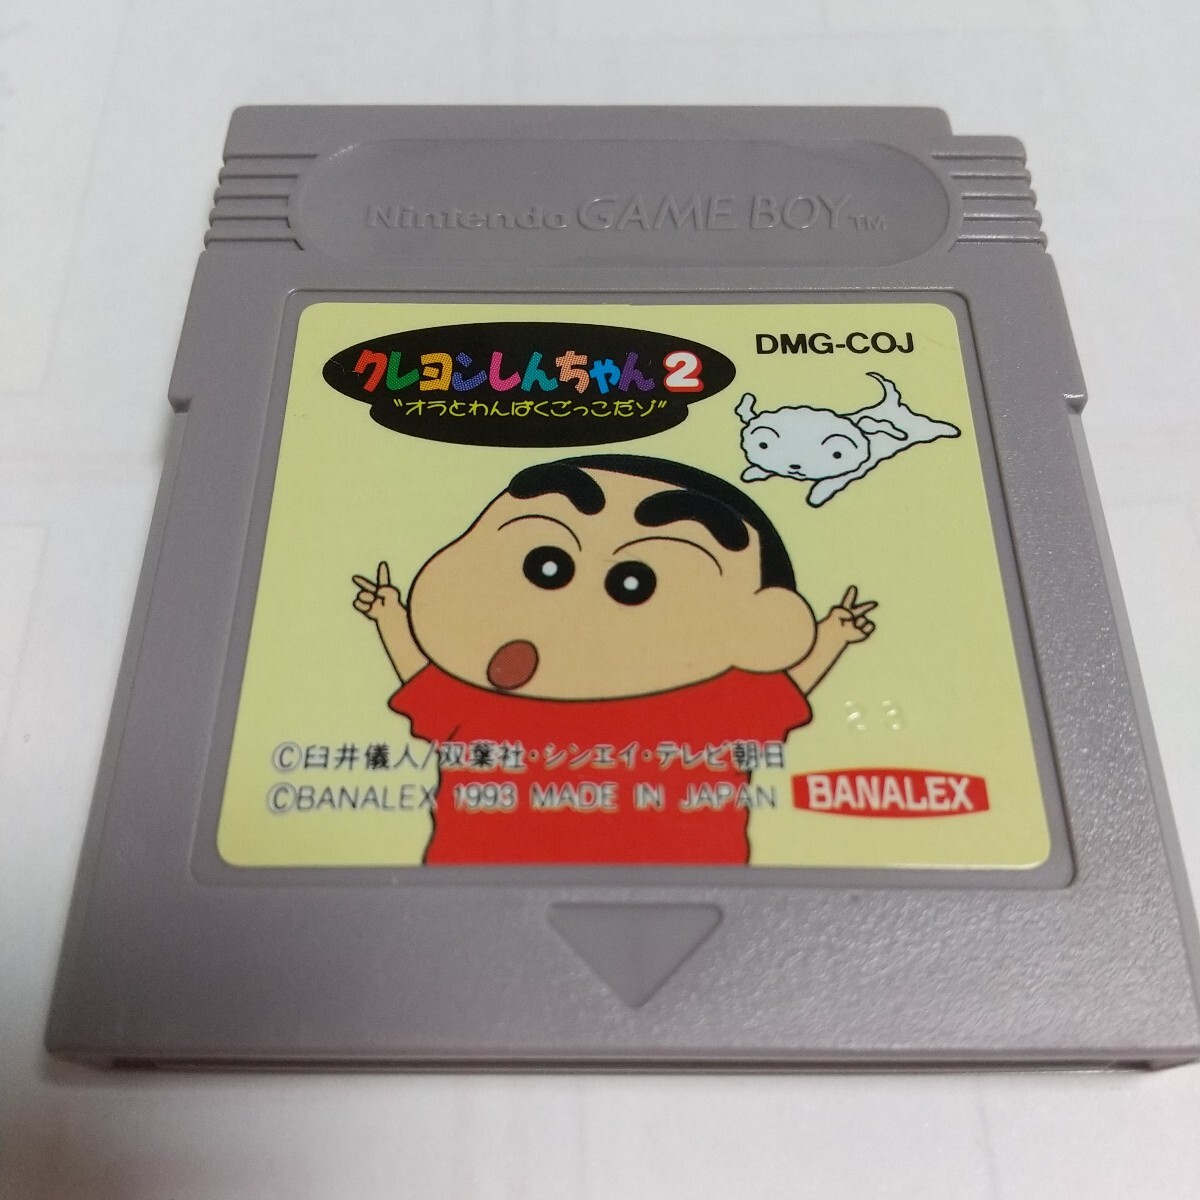 Nintendo GAME BOY TM
DMG-COJ
クレヨンしんちゃん2
"オラとわんぱくごっこだゾ"
23
©臼井儀人/双葉社・シンエイ・テレビ朝日
©BANALEX 1993 MADE IN JAPAN
BANALEX